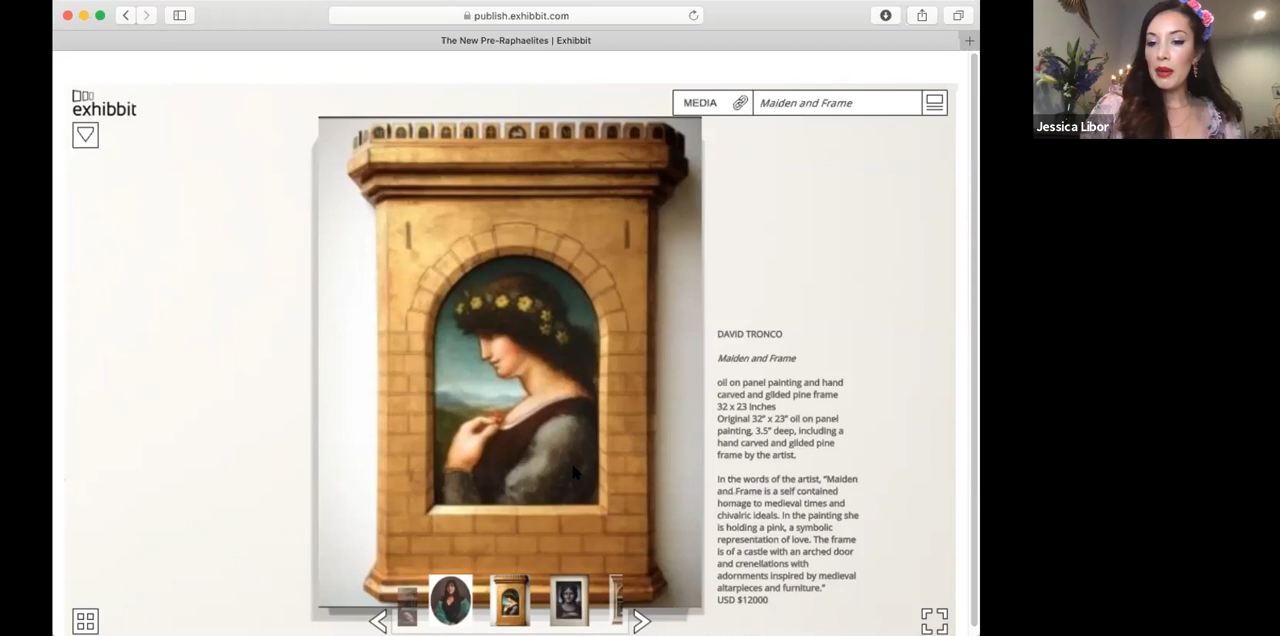 publish.exhibbit.com
The New Pre-Raphaelites | Exhibbit
exhibbit
MEDIA
Maiden and Frame
Jessica Libor
DAVID TRONCO
Maiden and Frame
oil on panel painting and hand
carved and gilded pine frame
32 x 23 inches
Original 32" x 23" oil on panel
painting, 3.5" deep, including a
hand carved and gilded pine
frame by the artist.
In the words of the artist, "Maiden
and Frame is a self contained
homage to medieval times and
chivalric ideals. In the painting she
is holding a pink, a symbolic
representation of love. The frame
is of a castle with an arched door
and crenellations with
adornments inspired by medieval
altarpieces and furniture."
USD $12000